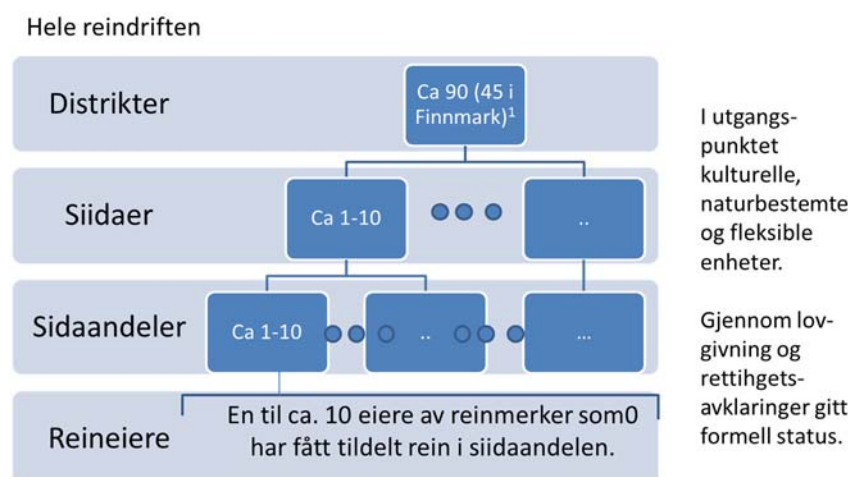 Hele reindriften
Distrikter
Ca 90 (45 i
Finnmark)1
Siidaer
Ca 1-10
..
Sidaandeler
Ca 1-10
..
...
Reineiere
En til ca. 10 eiere av reinmerker som0
har fått tildelt rein i siidaandelen.
I utgangs-
punktet
kulturelle,
naturbestemte
og fleksible
enheter.
Gjennom lov-
givning og
rettihgets-
avklaringer gitt
formell status.